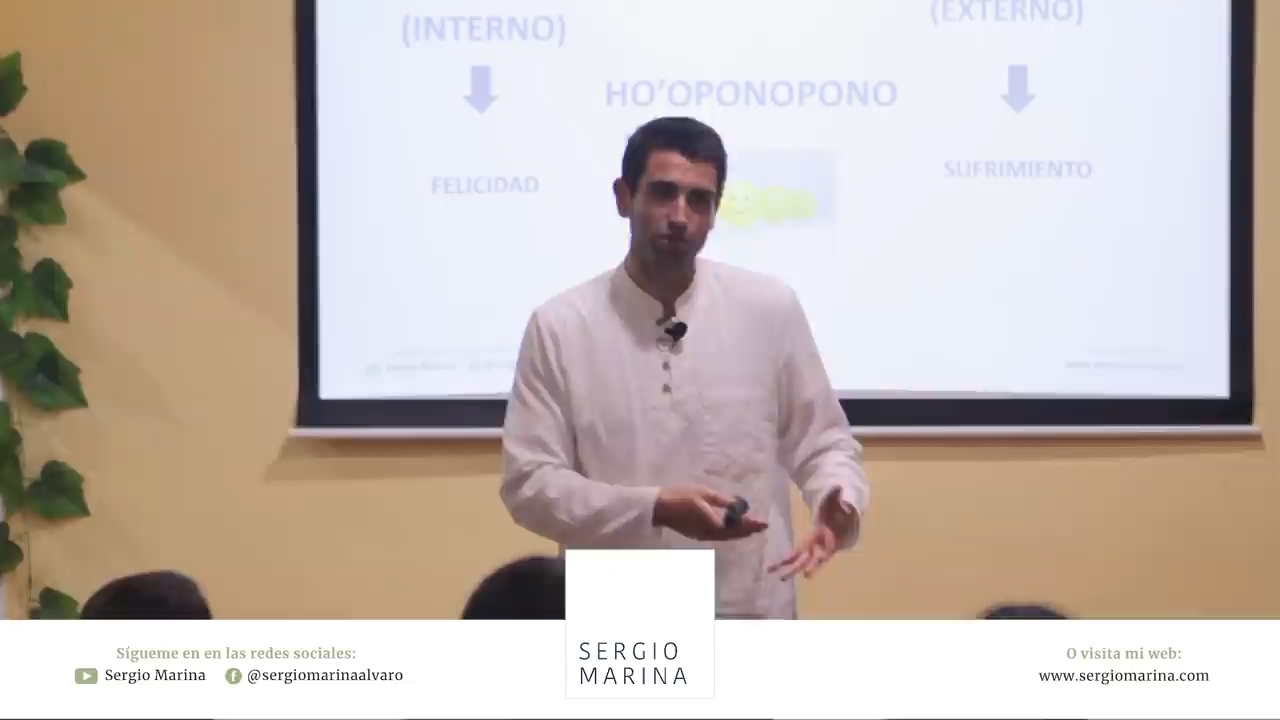 (INTERNO)
(EXTERNO)
HO'OPONOPONO
FELICIDAD
SUFRIMIENTO
SERGIO
MARINA
Sígueme en en las redes sociales:
Sergio Marina
@sergiomarinaalvaro
O visita mi web:
www.sergiomarina.com